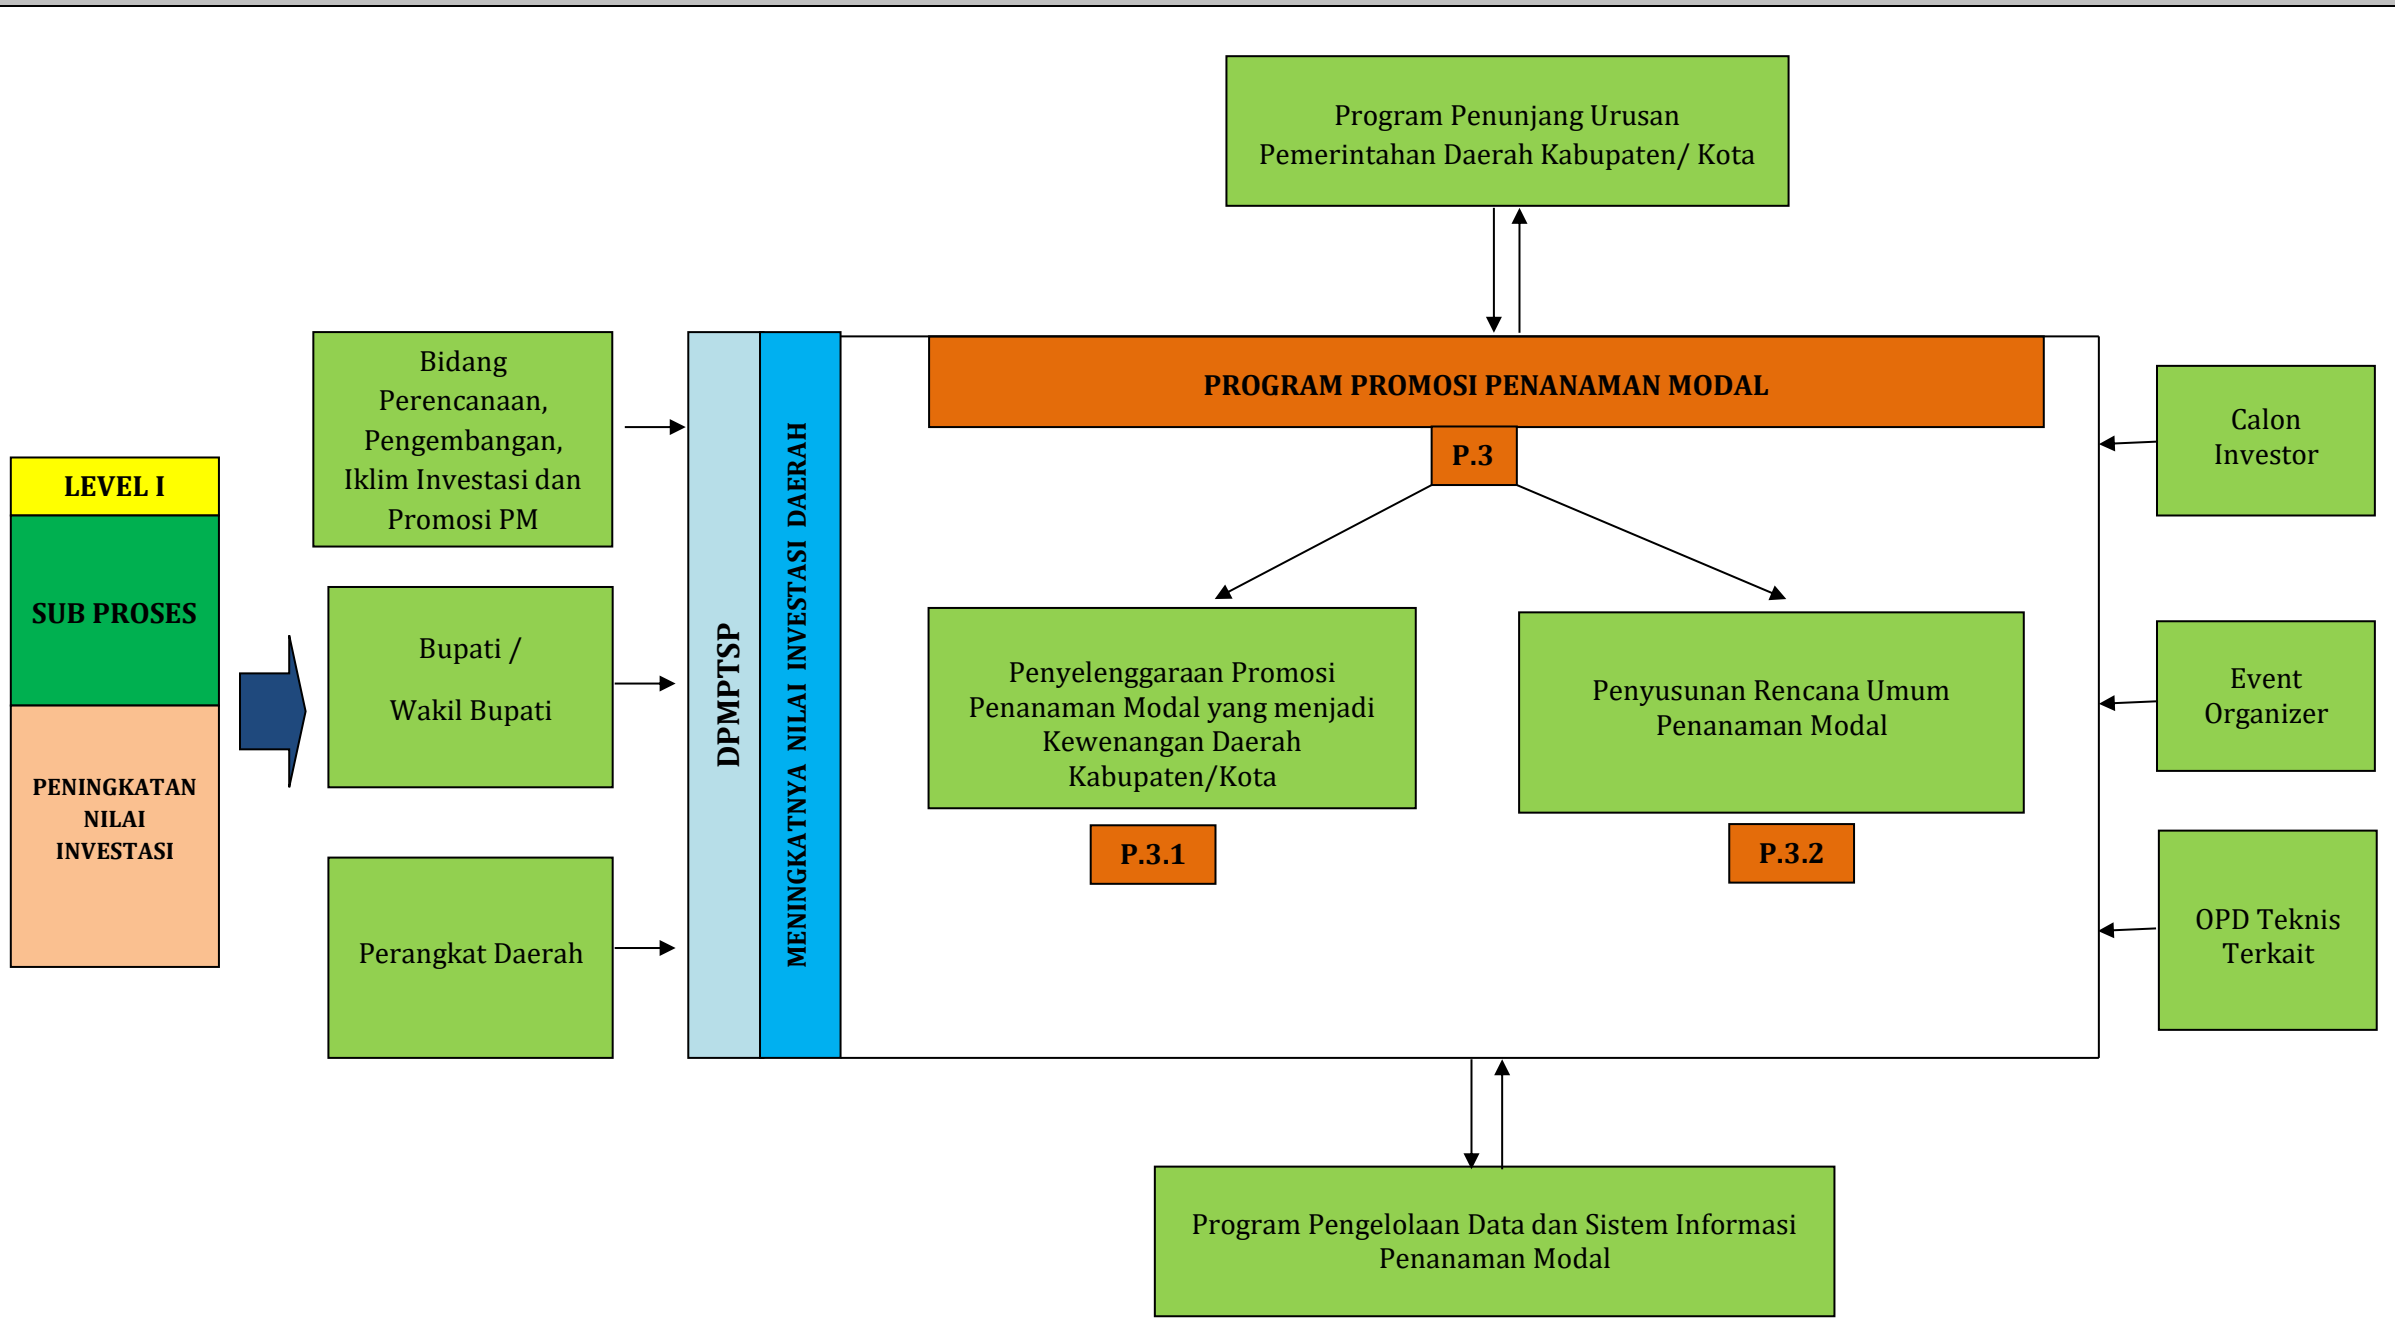 Program Penunjang Urusan
Pemerintahan Daerah Kabupaten/ Kota
LEVEL I
SUB PROSES
PENINGKATAN
NILAI
INVESTASI
Bidang
Perencanaan,
Pengembangan,
Iklim Investasi dan
Promosi PM
Bupati /
Wakil Bupati
Perangkat Daerah
DPMPTSP
MENINGKATNYA NILAI INVESTASI DAERAH
PROGRAM PROMOSI PENANAMAN MODAL
P.3
Penyelenggaraan Promosi
Penanaman Modal yang menjadi
Kewenangan Daerah
Kabupaten/Kota
P.3.1
Penyusunan Rencana Umum
Penanaman Modal
P.3.2
Calon
Investor
Event
Organizer
OPD Teknis
Terkait
Program Pengelolaan Data dan Sistem Informasi
Penanaman Modal